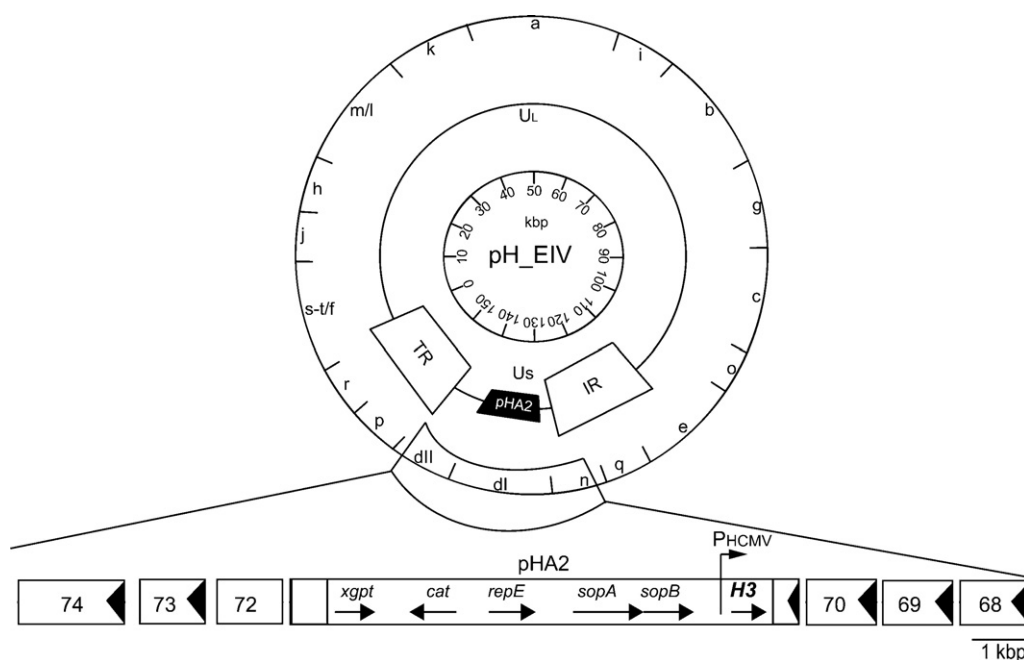 a
k
i
m/l
b
UL
h
g
40 50 60
30 70
20 80
kbp
10 pH_EIV 90
0 100
150 140 130 120 110
j
c
s-t/f
o
TR
Us
IR
r
pHA2
e
p
dII
q
n
dI
PHCMV
pHA2
74 73 72 xgpt cat repE sopA sopB H3 70 69 68
1 kbp